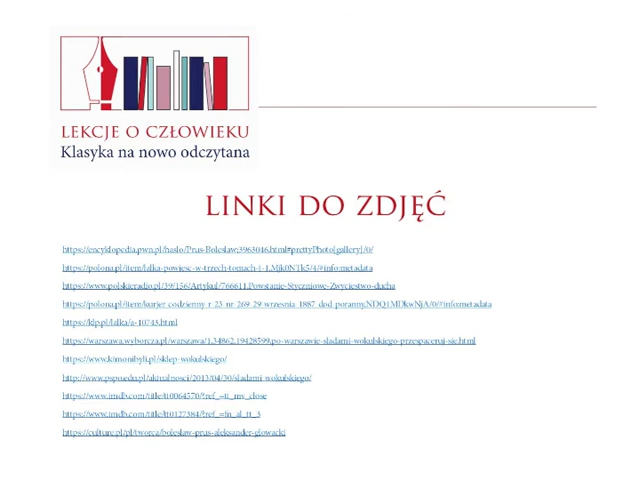 LEKCJE O CZŁOWIEKU
Klasyka na nowo odczytana
LINKI DO ZDJĘĆ
https://encyklopedia.pwn.pl/haslo/Prus-Boleslaw;3963046.html#prettyPhoto[gallery]/0/
https://polona.pl/item/lalka-powiesc-w-trzech-tomach-t-1,Mjk0NTk5/4/#info:metadata
https://www.polskieradio.pl/39/156/Artykul/766611,Powstanie-Styczniowe-Zwyciestwo-ducha
https://polona.pl/item/kurjer-codzienny-r-23-nr-269-29-wrzesnia-1887-dod-poranny,NDQ1MDkwNjA/0/#info:metadata
https://klp.pl/lalka/a-10743.html
https://warszawa.wyborcza.pl/warszawa/1,34862,19428599,po-warszawie-sladami-wokulskiego-przespaceruj-sie.html
/sklep-wokulskiego/
http://www.pspo.edu.pl/aktualnosci/2013/04/30/sladami-wokulskiego/
https://www.imdb.com/title/tt0064570/?ref_=tt_mv_close
https://www.imdb.com/title/tt0127384/?ref_=fn_al_tt_3
https://culture.pl/pl/tworca/boleslaw-prus-aleksander-glowacki